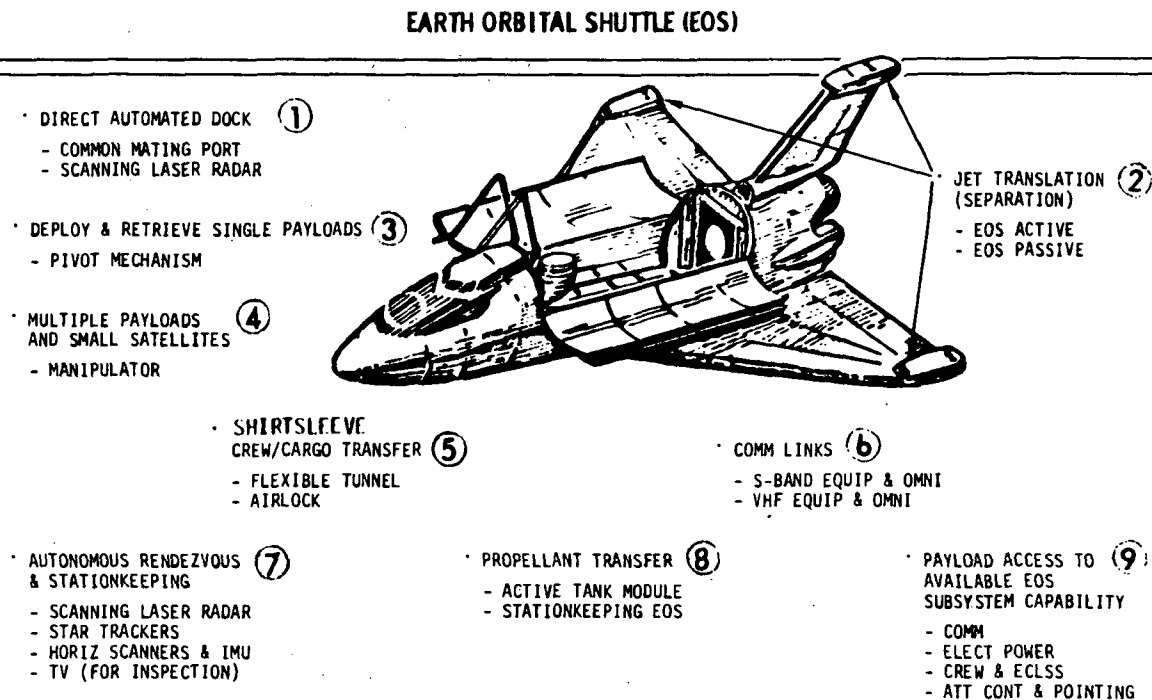 EARTH ORBITAL SHUTTLE (EOS)
· DIRECT AUTOMATED DOCK ①
- COMMON MATING PORT
- SCANNING LASER RADAR
· JET TRANSLATION ②
(SEPARATION)
- EOS ACTIVE
- EOS PASSIVE
· DEPLOY & RETRIEVE SINGLE PAYLOADS ③
- PIVOT MECHANISM
· MULTIPLE PAYLOADS ④
AND SMALL SATELLITES
- MANIPULATOR
· SHIRTSLEEVE
CREW/CARGO TRANSFER ⑤
- FLEXIBLE TUNNEL
- AIRLOCK
· COMM LINKS ⑥
- S-BAND EQUIP & OMNI
- VHF EQUIP & OMNI
· AUTONOMOUS RENDEZVOUS ⑦
& STATIONKEEPING
- SCANNING LASER RADAR
- STAR TRACKERS
- HORIZ SCANNERS & IMU
- TV (FOR INSPECTION)
· PROPELLANT TRANSFER ⑧
- ACTIVE TANK MODULE
- STATIONKEEPING EOS
· PAYLOAD ACCESS TO ⑨
AVAILABLE EOS
SUBSYSTEM CAPABILITY
- COMM
- ELECT POWER
- CREW & ECLSS
- ATT CONT & POINTING